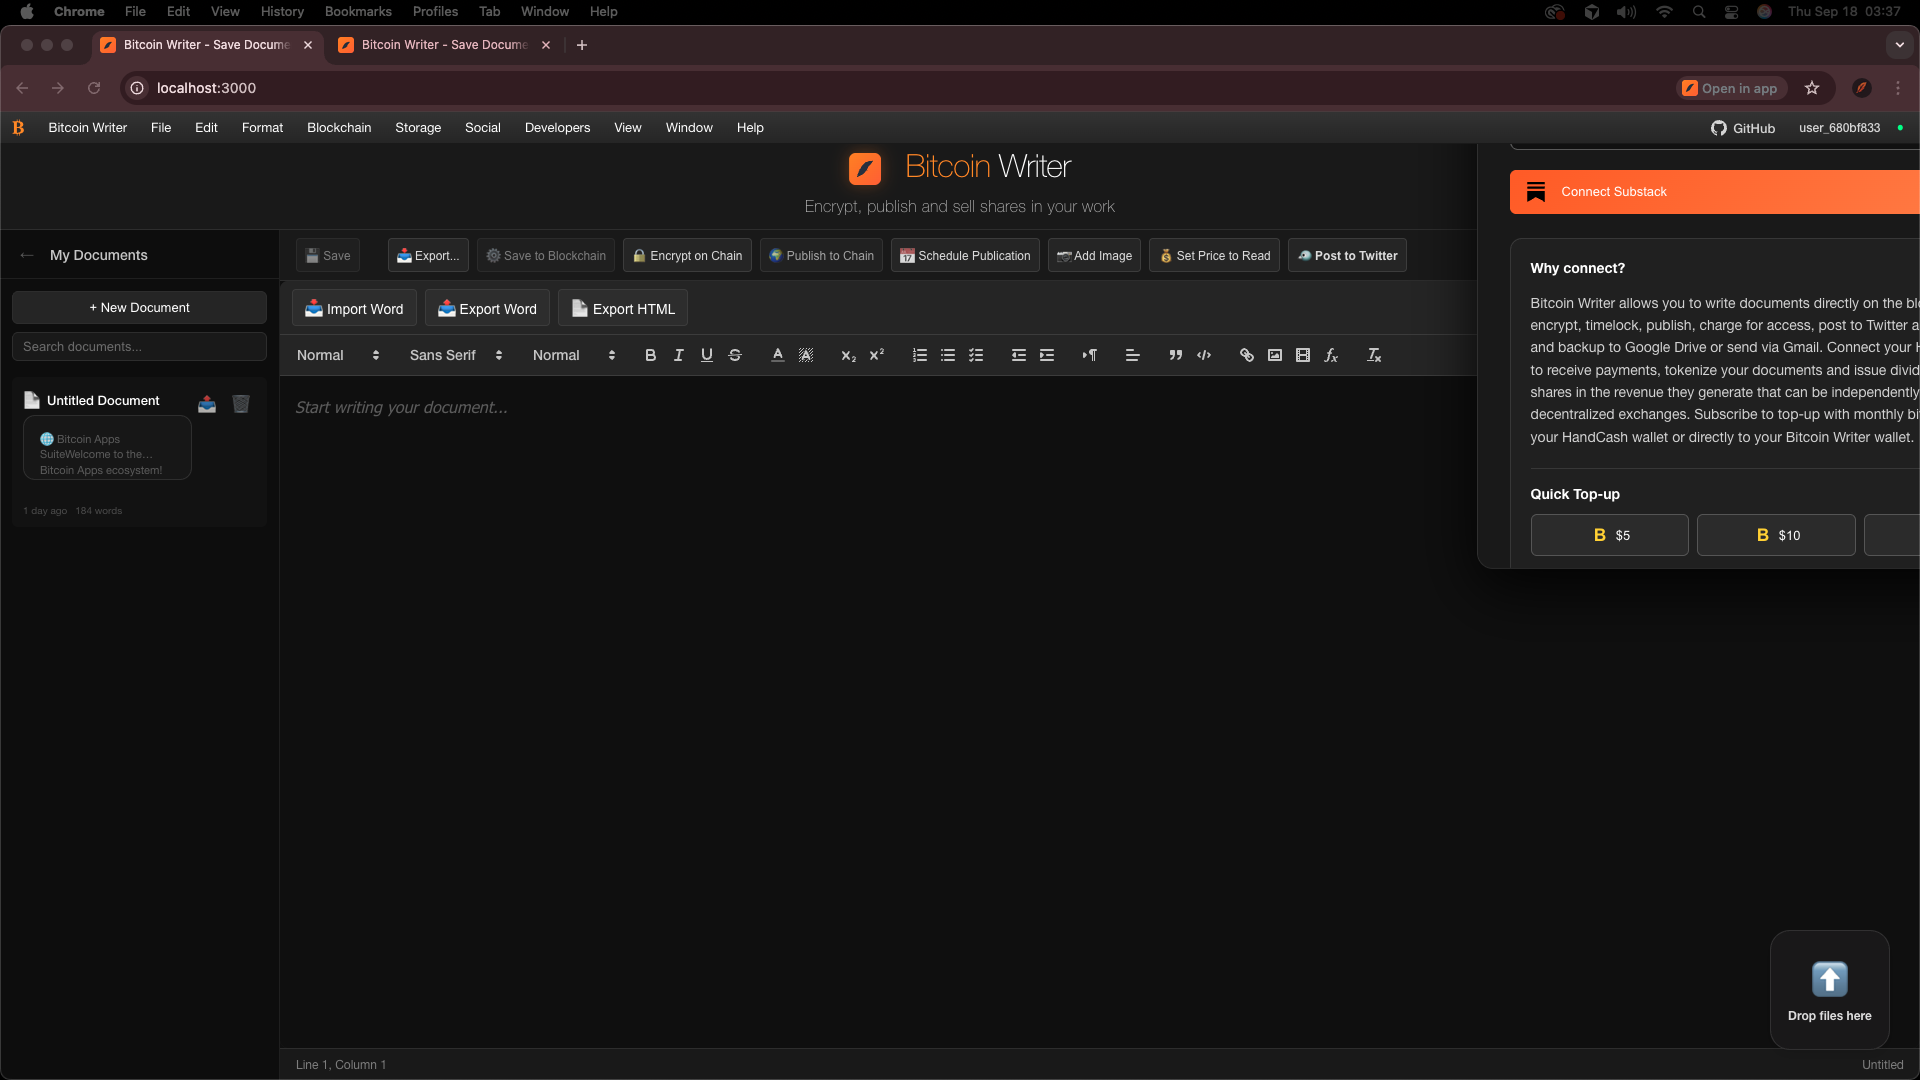 Chrome File Edit View History Bookmarks Profiles Tab Window Help Thu Sep 18 03:37
Bitcoin Writer - Save Docume Bitcoin Writer - Save Docume
localhost:3000 Open in app
Bitcoin Writer File Edit Format Blockchain Storage Social Developers View Window Help GitHub user_680bf833
Bitcoin Writer
Encrypt, publish and sell shares in your work
Connect Substack
← My Documents
Save Export... Save to Blockchain Encrypt on Chain Publish to Chain Schedule Publication Add Image Set Price to Read Post to Twitter
+ New Document
Import Word Export Word Export HTML
Search documents...
Normal Sans Serif Normal
Untitled Document
Bitcoin Apps
SuiteWelcome to the...
Bitcoin Apps ecosystem!
1 day ago 184 words
Start writing your document...
Why connect?
Bitcoin Writer allows you to write documents directly on the
encrypt, timelock, publish, charge for access, post to Twitter
and backup to Google Drive or send via Gmail. Connect your
to receive payments, tokenize your documents and issue
shares in the revenue they generate that can be independently
decentralized exchanges. Subscribe to top-up with monthly
your HandCash wallet or directly to your Bitcoin Writer wallet.
Quick Top-up
B $5 B $10
Drop files here
Line 1, Column 1 Untitled